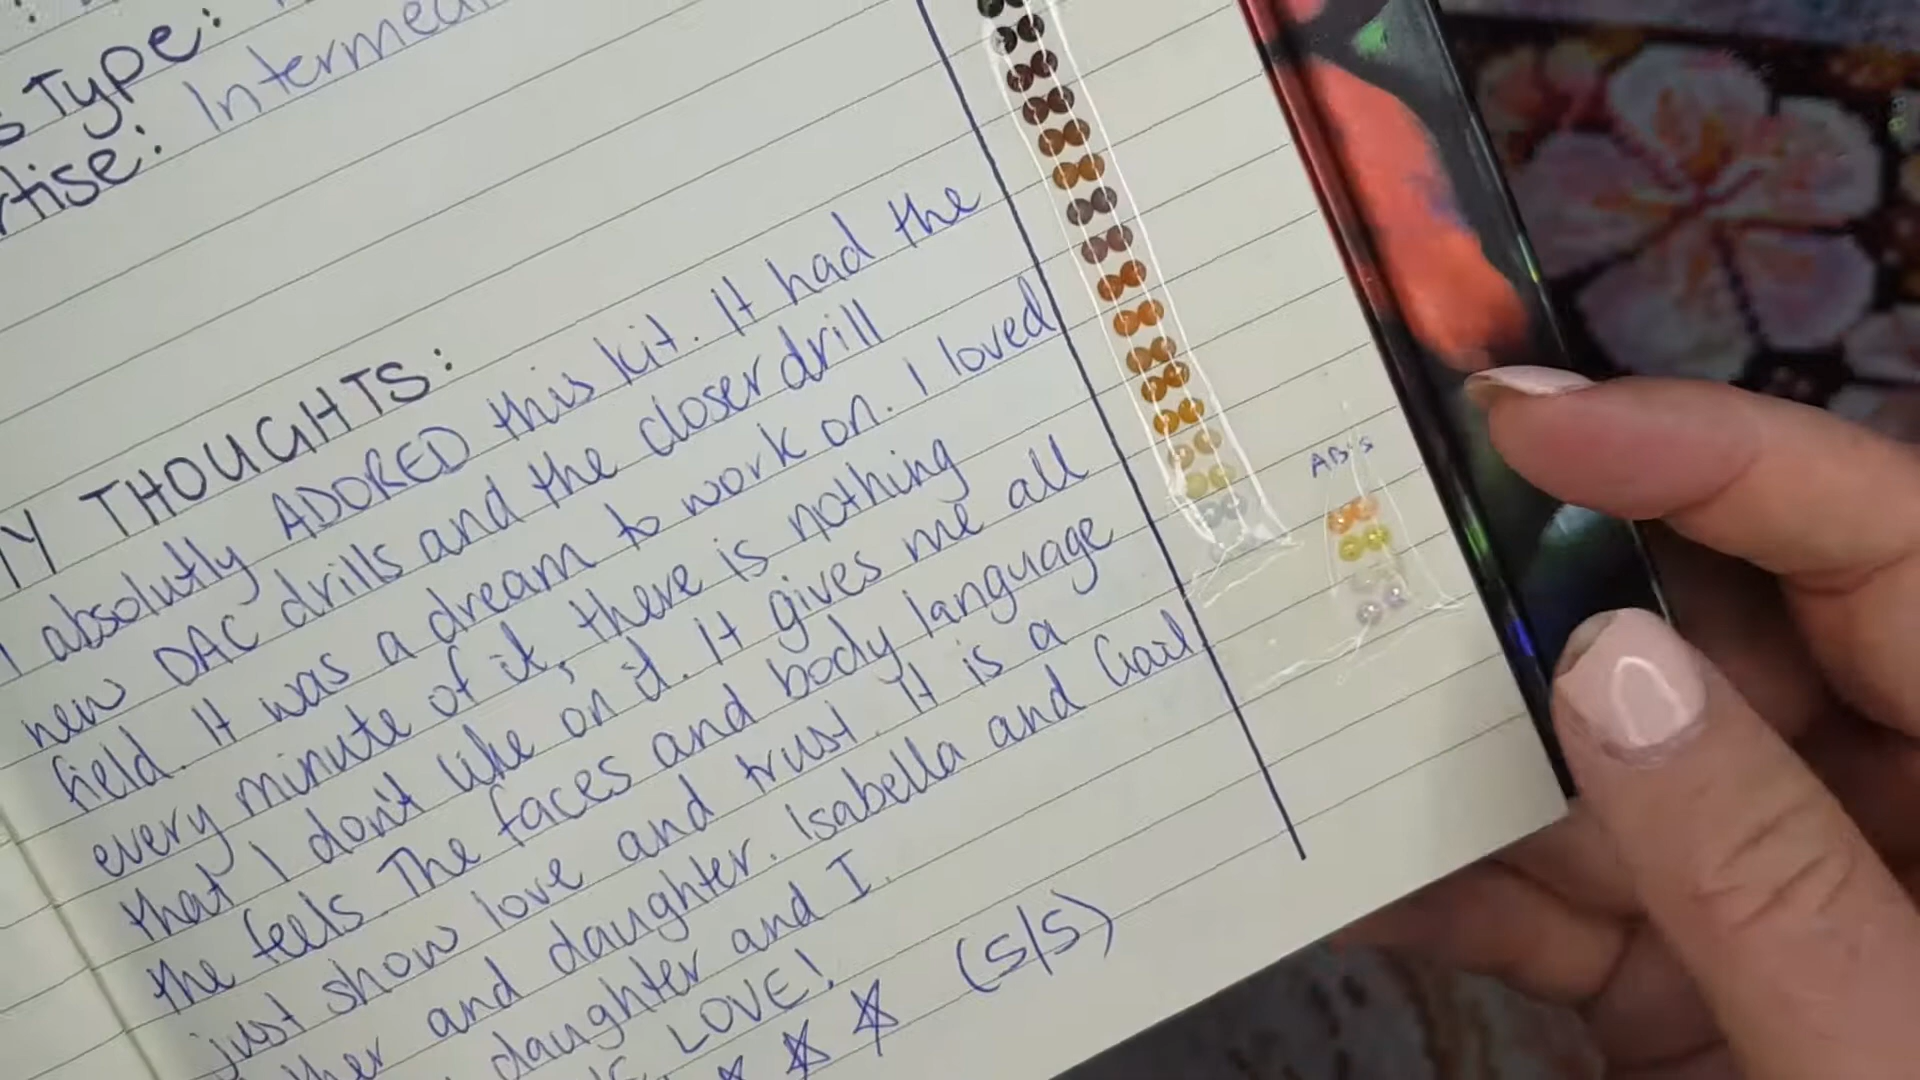 Type:
Intermed
MY THOUGHTS:
I absolutly ADORED this kit. It had the
new DAC drills and the closer drill
field. It was a dream to work on. I loved
every minute of it, there is nothing
that I don't like on it. It gives me all
the feels. The faces and body language
just show love and trust. It is a
and daughter. Isabella and
daughter and I.
LOVE!
(5/5)
AB's